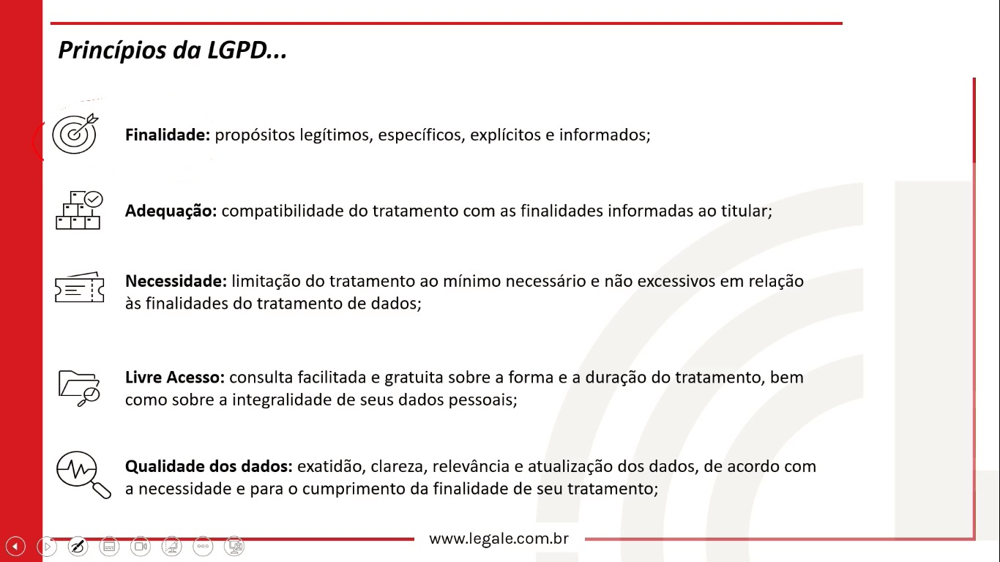 Princípios da LGPD...
Finalidade: propósitos legítimos, específicos, explícitos e informados;
Adequação: compatibilidade do tratamento com as finalidades informadas ao titular;
Necessidade: limitação do tratamento ao mínimo necessário e não excessivos em relação
às finalidades do tratamento de dados;
Livre Acesso: consulta facilitada e gratuita sobre a forma e a duração do tratamento, bem
como sobre a integralidade de seus dados pessoais;
Qualidade dos dados: exatidão, clareza, relevância e atualização dos dados, de acordo com
a necessidade e para o cumprimento da finalidade de seu tratamento;
www.legale.com.br